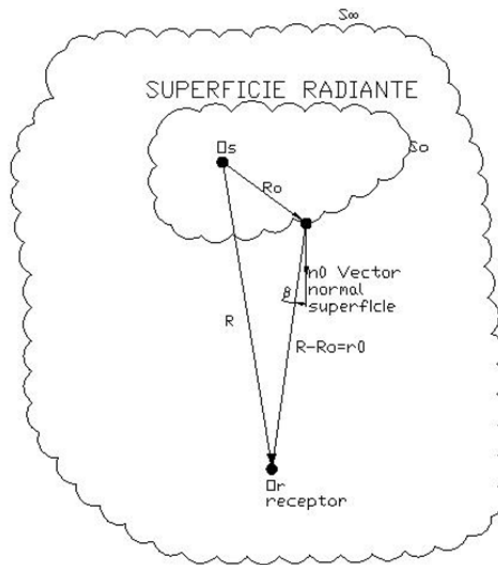 S∞
SUPERFICIE RADIANTE
Os
So
Ro
n0 Vector
normal
superficie
β
R
R-Ro=r0
Or
receptor